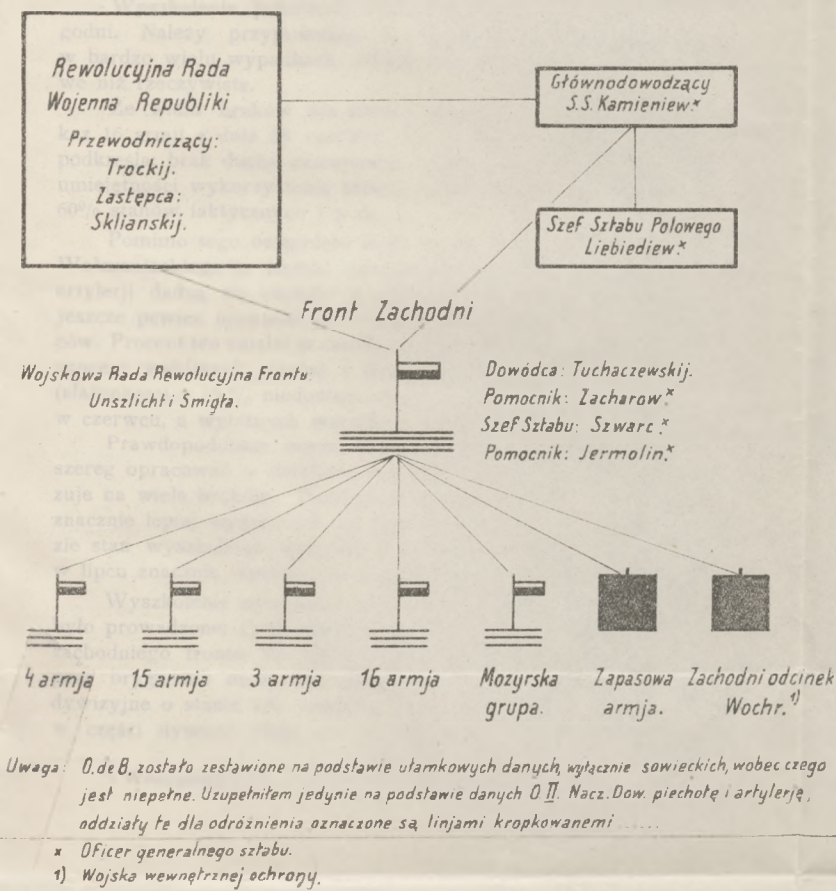 Rewolucyjna Rada
Wojenna Republiki
Przewodniczący:
Trockij.
Zastępca:
Sklianskij.
Głównodowodzący
S.S. Kamieniew.ˣ
Szef Sztabu Polowego
Liebiediew.ˣ
Front Zachodni
Wojskowa Rada Rewolucyjna Frontu:
Unszlicht i Smigła.
Dowódca: Tuchaczewskij.
Pomocnik: Zacharow.ˣ
Szef Sztabu: Szwarc.ˣ
Pomocnik: Jermolin.ˣ
4 armja
15 armja
3 armja
16 armja
Mozyrska
grupa.
Zapasowa
armja.
Zachodni odcinek
Wochr.¹⁾
Uwaga: O. de B. zostało zestawione na podstawie ułamkowych danych, wyłącznie sowieckich, wobec czego
jest niepełne. Uzupełniłem jedynie na podstawie danych O II. Nacz. Dow. piechotę i artylerję,
oddziały te dla odróżnienia oznaczone są linjami kropkowanemi ......
x Oficer generalnego sztabu.
1) Wojska wewnętrznej ochrony.